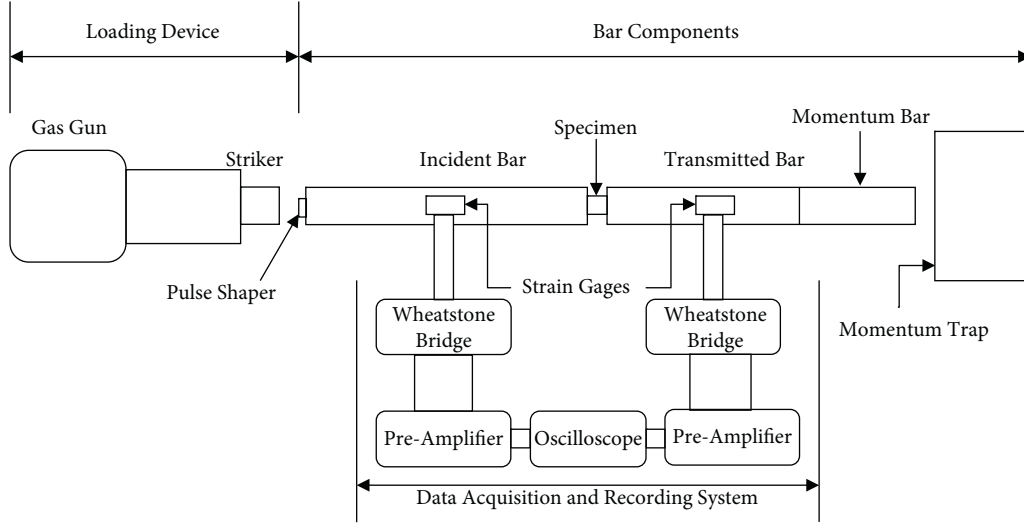 Loading Device
Bar Components
Gas Gun
Striker
Incident Bar
Specimen
Transmitted Bar
Momentum Bar
Pulse Shaper
Strain Gages
Momentum Trap
Wheatstone
Bridge
Wheatstone
Bridge
Pre-Amplifier
Oscilloscope
Pre-Amplifier
Data Acquisition and Recording System